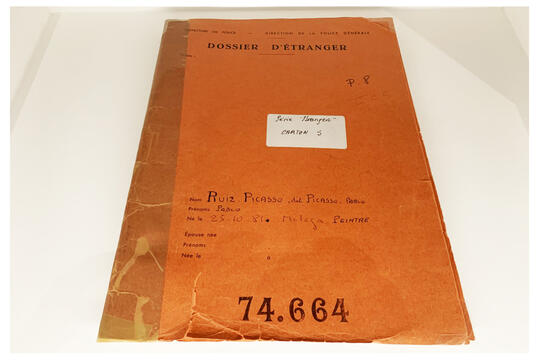 PRÉFECTURE DE POLICE — DIRECTION DE LA POLICE GÉNÉRALE
DOSSIER D'ÉTRANGER
P. 8
Série "Étrangers"
CARTON 5
Nom RUIZ. PICASSO, dit PICASSO, PABLO
Prénoms PABLO
Né le 25.10.81. Malaga, PEINTRE
Épouse née
Prénoms
Née le à
74.664